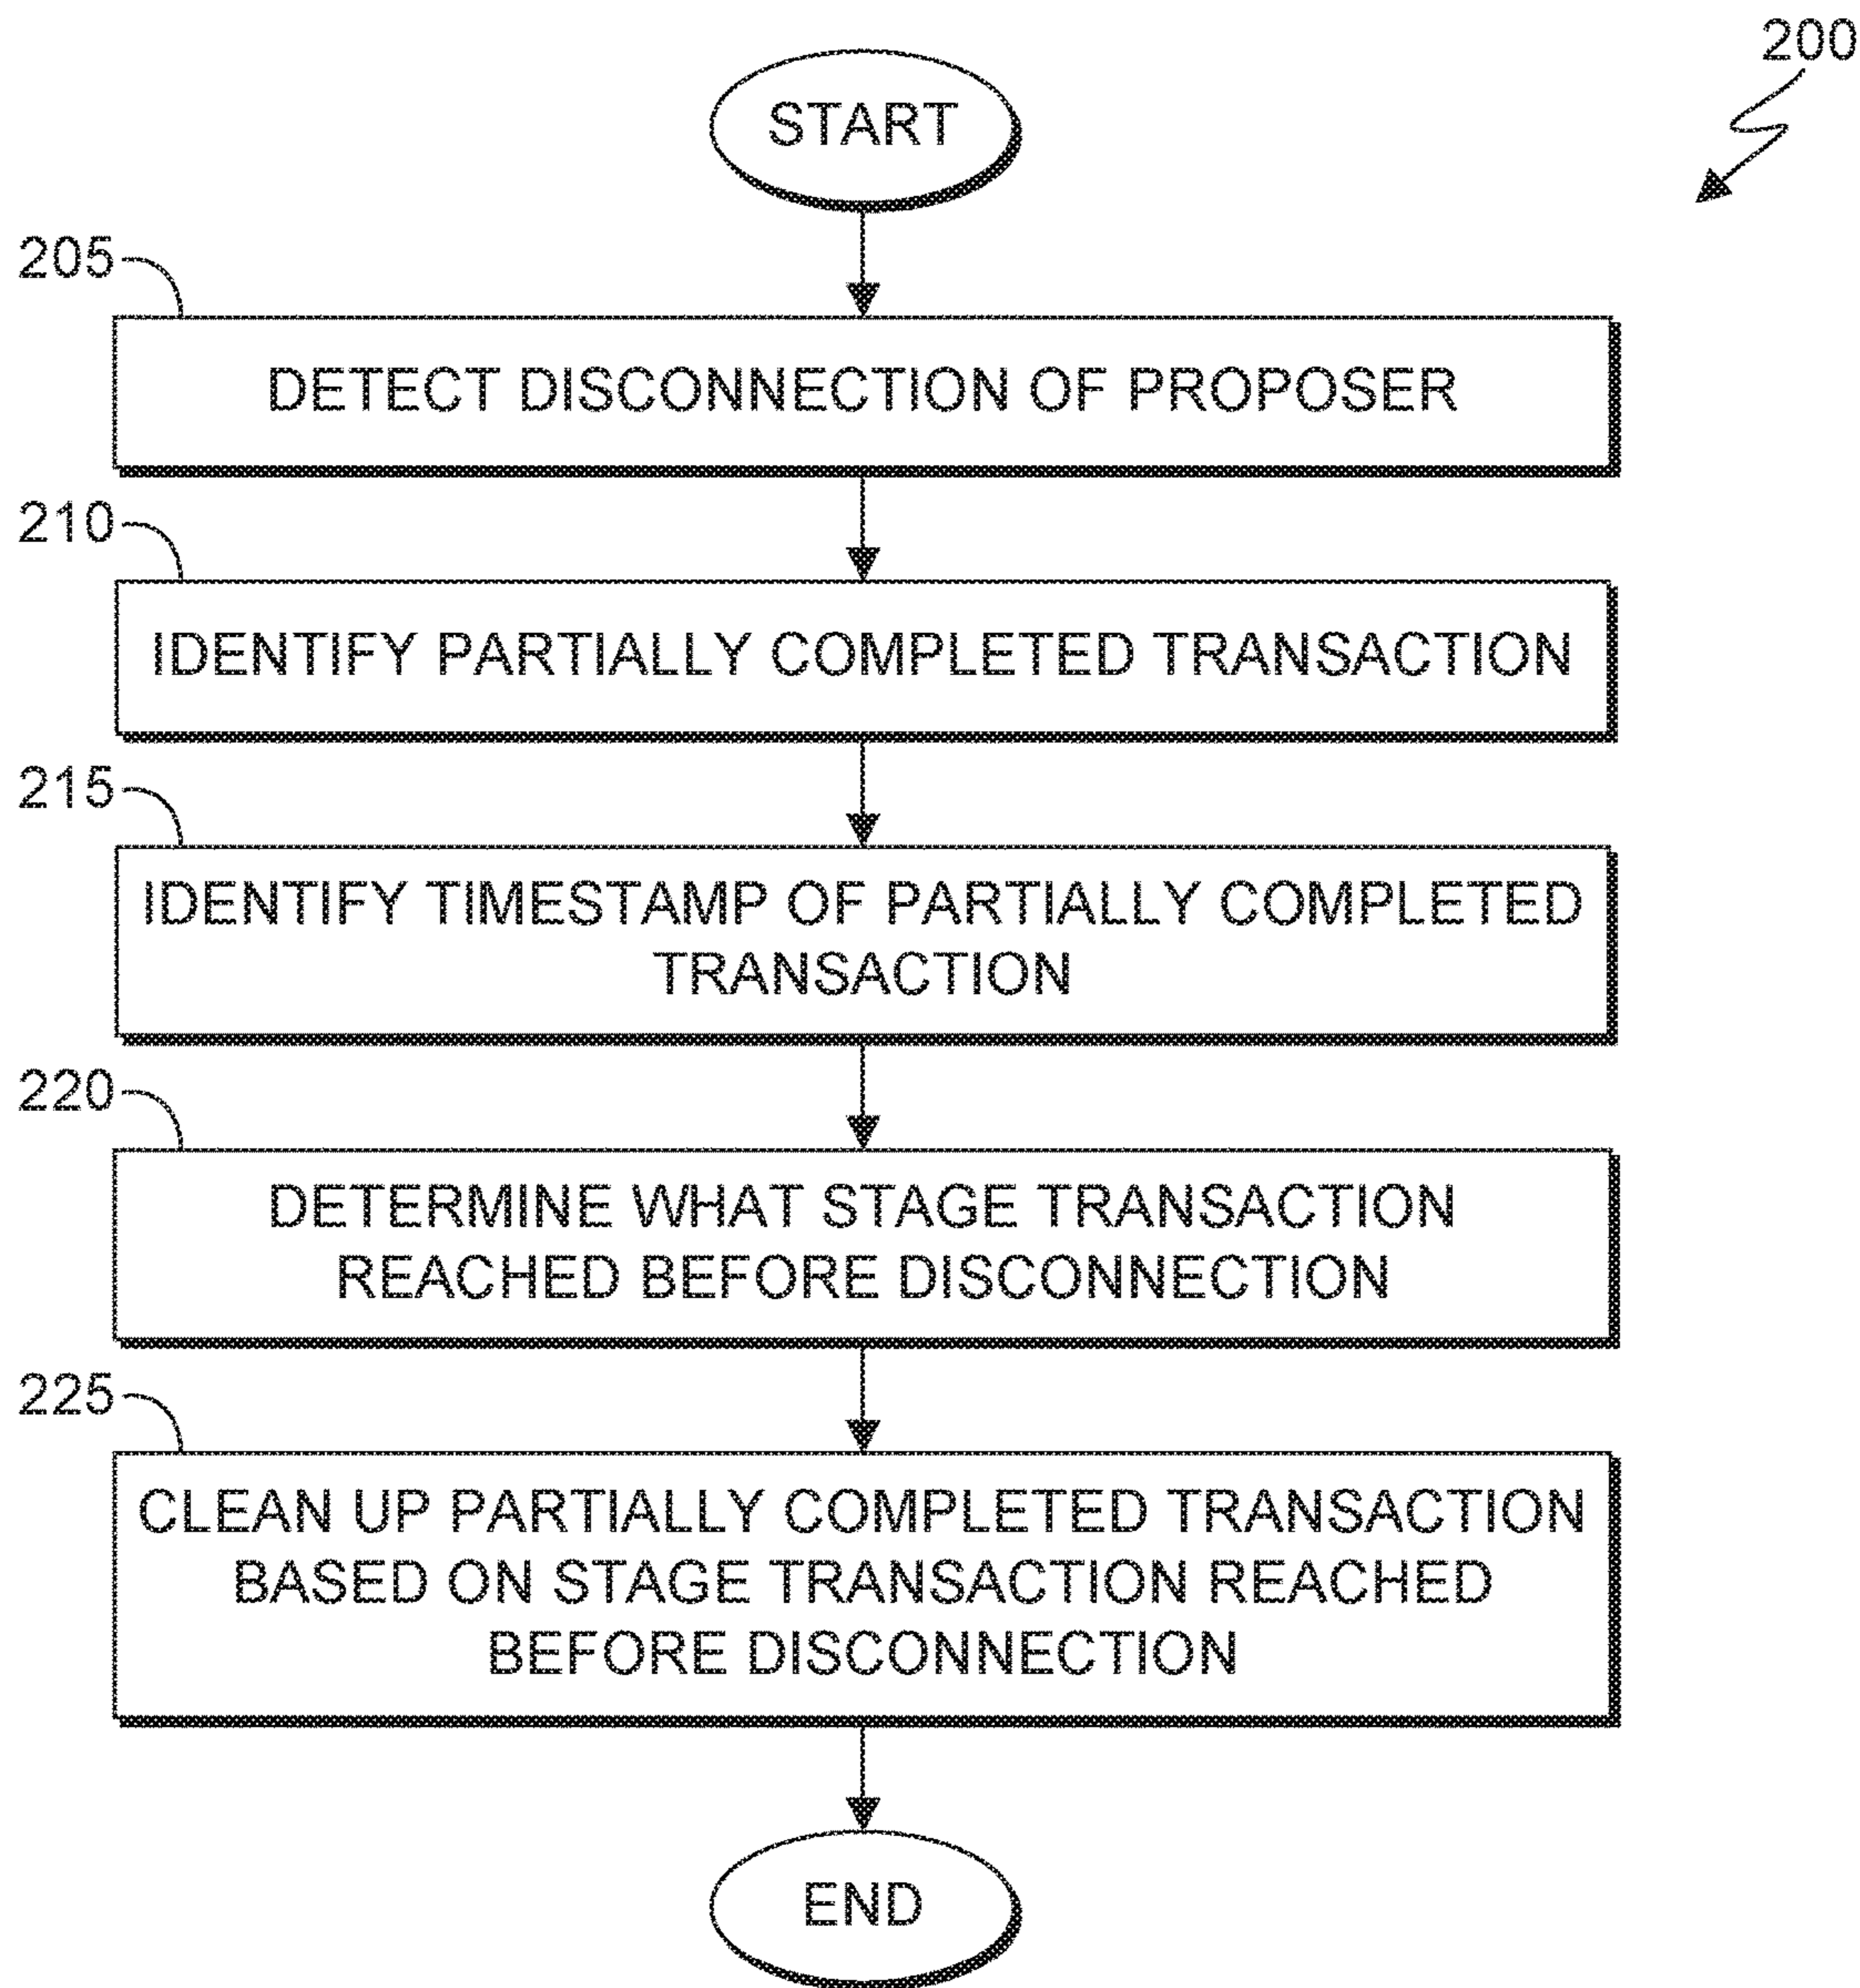 200
START
205
DETECT DISCONNECTION OF PROPOSER
210
IDENTIFY PARTIALLY COMPLETED TRANSACTION
215
IDENTIFY TIMESTAMP OF PARTIALLY COMPLETED
TRANSACTION
220
DETERMINE WHAT STAGE TRANSACTION
REACHED BEFORE DISCONNECTION
225
CLEAN UP PARTIALLY COMPLETED TRANSACTION
BASED ON STAGE TRANSACTION REACHED
BEFORE DISCONNECTION
END